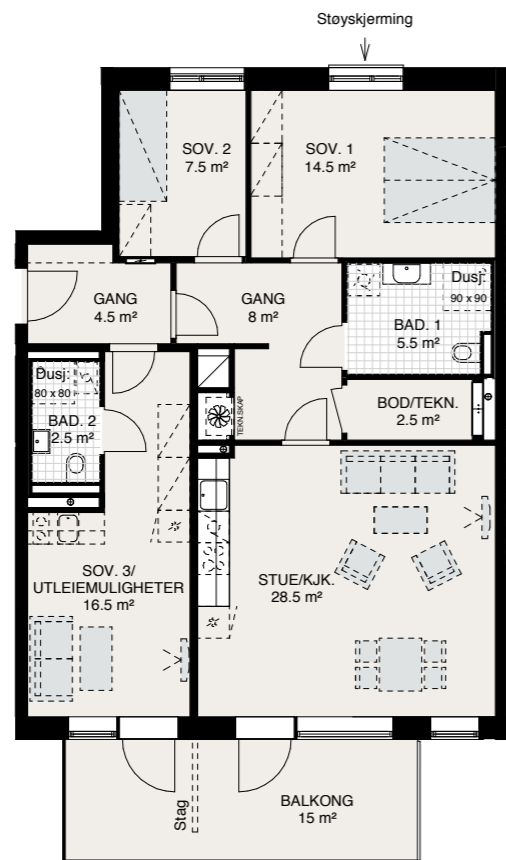 Støyskjerming
SOV. 2
7.5 m²
SOV. 1
14.5 m²
GANG
4.5 m²
GANG
8 m²
Dusj:
90 x 90
BAD. 1
5.5 m²
Dusj:
80 x 80
BAD. 2
2.5 m²
TEKN.SKAP
BOD/TEKN.
2.5 m²
SOV. 3/
UTLEIEMULIGHETER
16.5 m²
STUE/KJK.
28.5 m²
Stag
BALKONG
15 m²